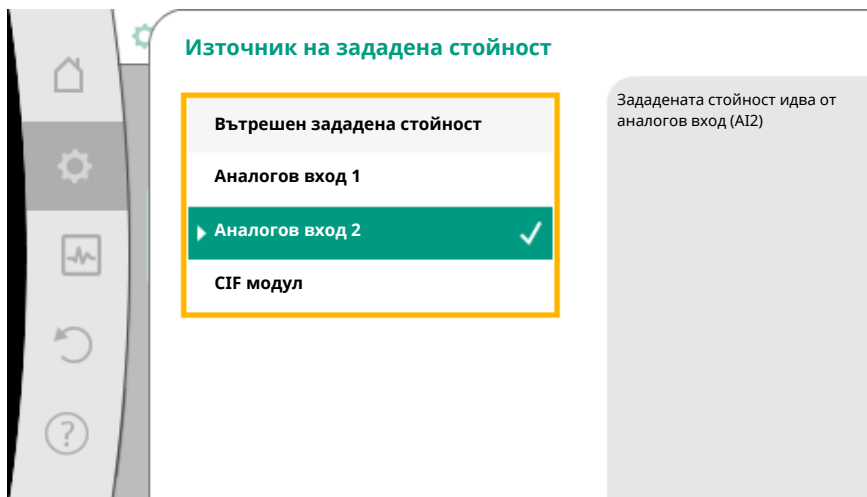 Източник на зададена стойност
Вътрешен зададена стойност
Аналогов вход 1
Аналогов вход 2
CIF модул
Зададената стойност идва от
аналогов вход (AI2)